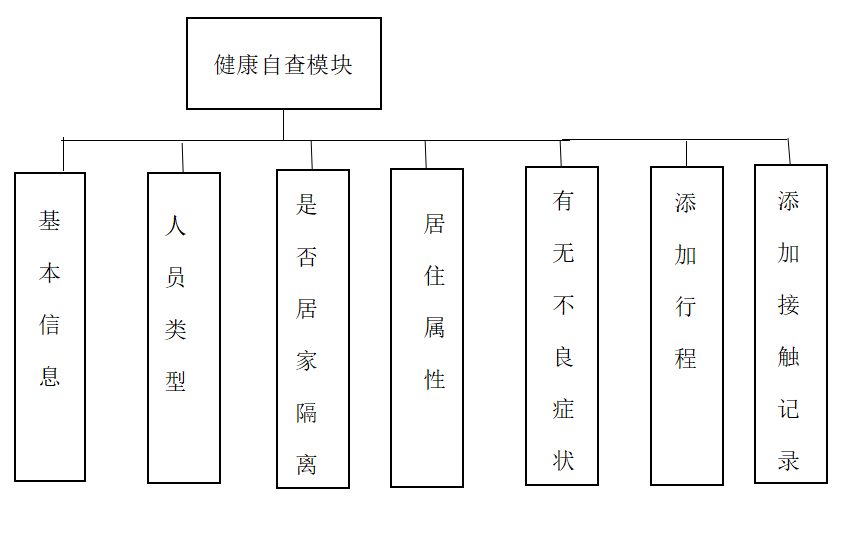 健康自查模块
基本信息
人员类型
是否居家隔离
居住属性
有无不良症状
添加行程
添加接触记录